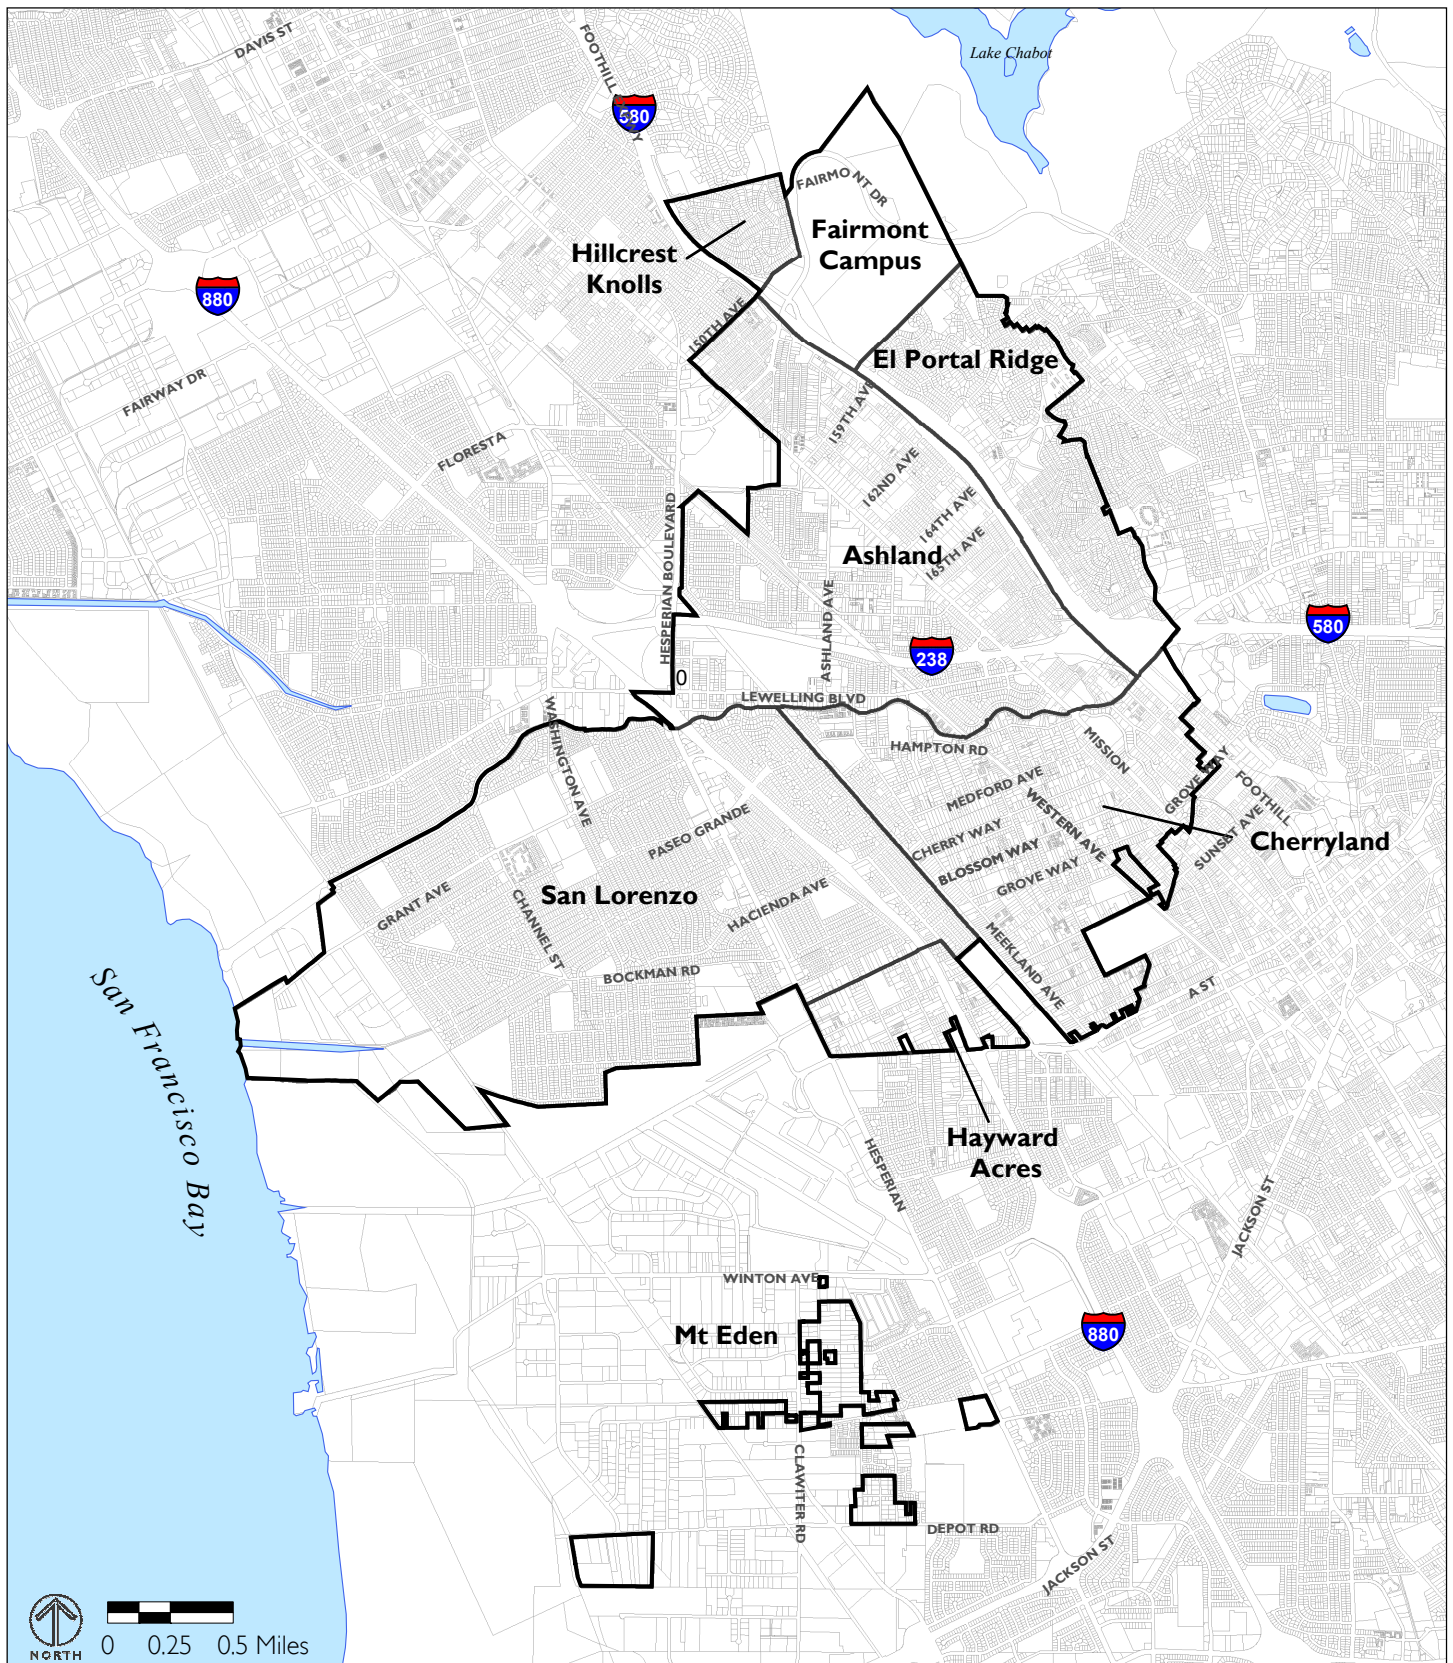 DAVIS ST
FOOTHILL
580
Lake Chabot
FAIRMONT DR
Fairmont
Campus
Hillcrest
Knolls
880
150TH AVE
El Portal Ridge
FAIRWAY DR
159TH AVE
FLORESTA
162ND AVE
164TH AVE
165TH AVE
HESPERIAN BOULEVARD
Ashland
ASHLAND AVE
580
238
0
LEWELLING BLVD
WASHINGTON AVE
HAMPTON RD
MISSION
GROVE WAY
FOOTHILL
MEDFORD AVE
WESTERN AVE
SUNSET AVE
PASEO GRANDE
CHERRY WAY
Cherryland
BLOSSOM WAY
GROVE WAY
San Lorenzo
GRANT AVE
CHANNEL ST
HACIENDA AVE
MEEKLAND AVE
BOCKMAN RD
A ST
San Francisco Bay
Hayward
Acres
HESPERIAN
JACKSON ST
WINTON AVE
Mt Eden
880
CLAWITER RD
DEPOT RD
JACKSON ST
NORTH
0 0.25 0.5 Miles